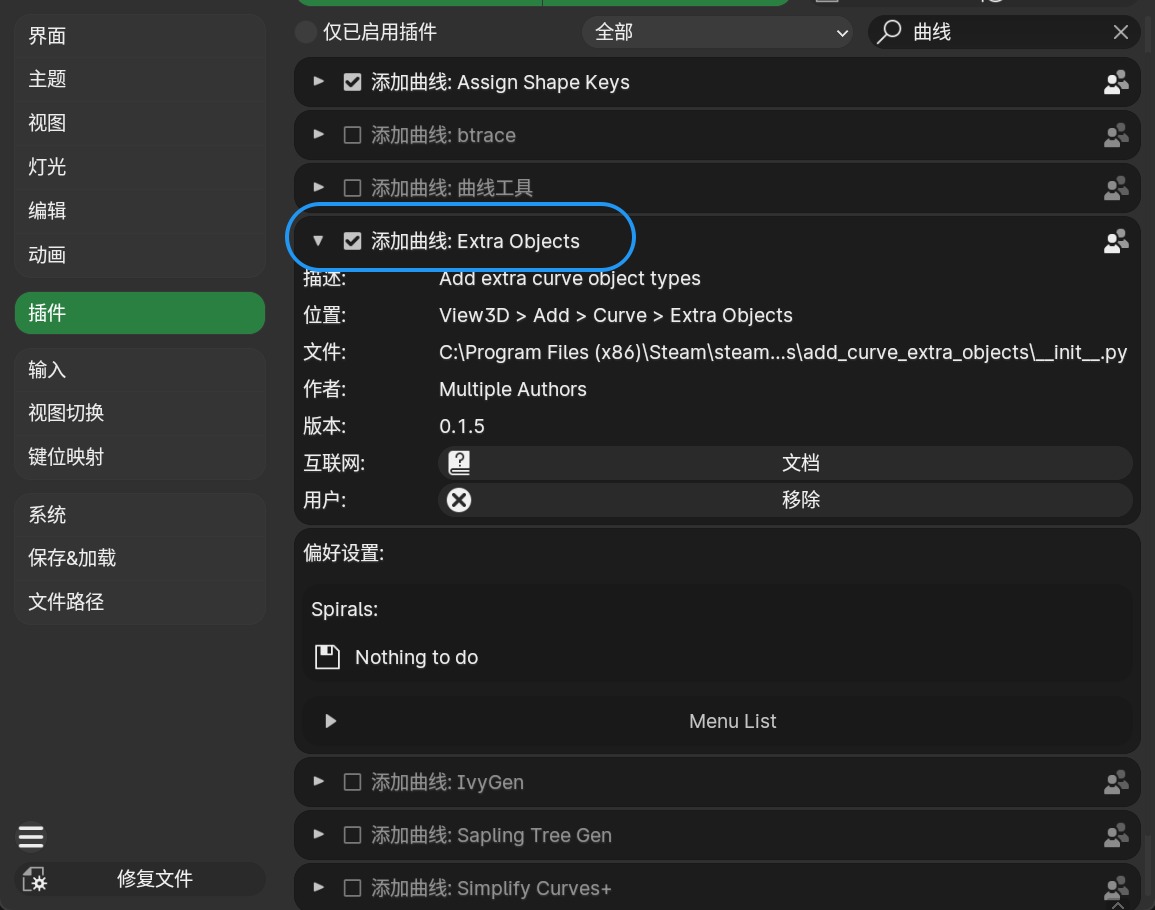 界面
主题
视图
灯光
编辑
动画
插件
输入
视图切换
键位映射
系统
保存&加载
文件路径
修复文件
仅已启用插件 全部 曲线
添加曲线: Assign Shape Keys
添加曲线: btrace
添加曲线: 曲线工具
添加曲线: Extra Objects
描述: Add extra curve object types
位置: View3D > Add > Curve > Extra Objects
文件: C:\Program Files (x86)\Steam\steam...s\add_curve_extra_objects\__init__.py
作者: Multiple Authors
版本: 0.1.5
互联网: 文档
用户: 移除
偏好设置:
Spirals:
Nothing to do
Menu List
添加曲线: IvyGen
添加曲线: Sapling Tree Gen
添加曲线: Simplify Curves+